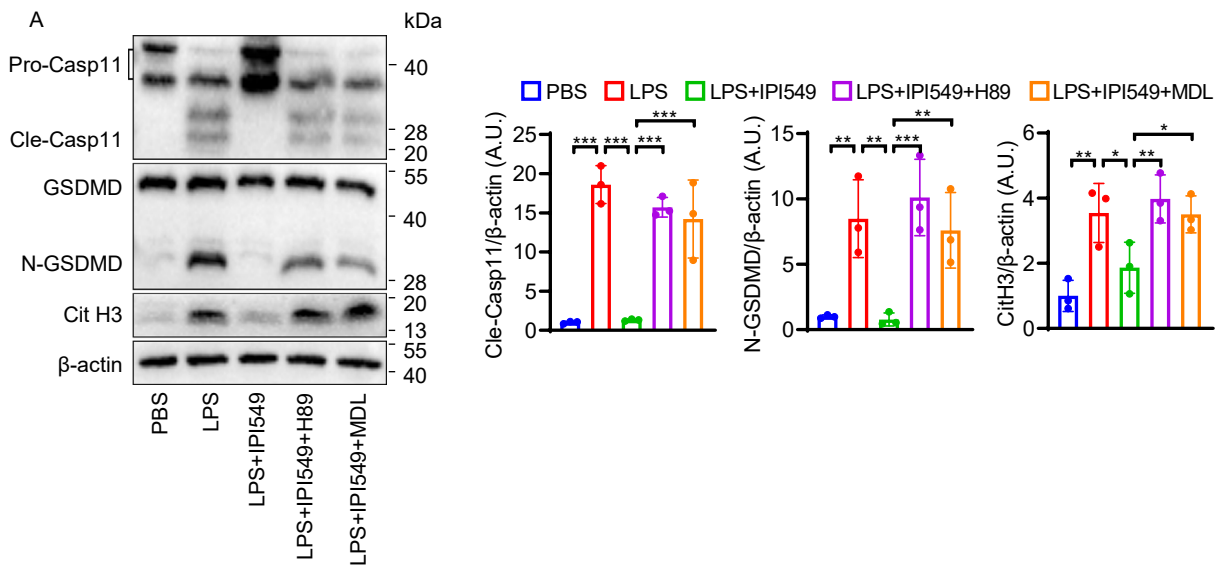 A
kDa
Pro-Casp11
40
Cle-Casp11
28
20
GSDMD
55
40
N-GSDMD
28
Cit H3
20
13
β-actin
55
40
PBS
LPS
LPS+IPI549
LPS+IPI549+H89
LPS+IPI549+MDL
PBS LPS LPS+IPI549 LPS+IPI549+H89 LPS+IPI549+MDL
Cle-Casp11/β-actin (A.U.)
25
20
15
10
5
0
*** *** ***
***
N-GSDMD/β-actin (A.U.)
15
10
5
0
** ** ***
**
CitH3/β-actin (A.U.)
6
4
2
0
** * **
*